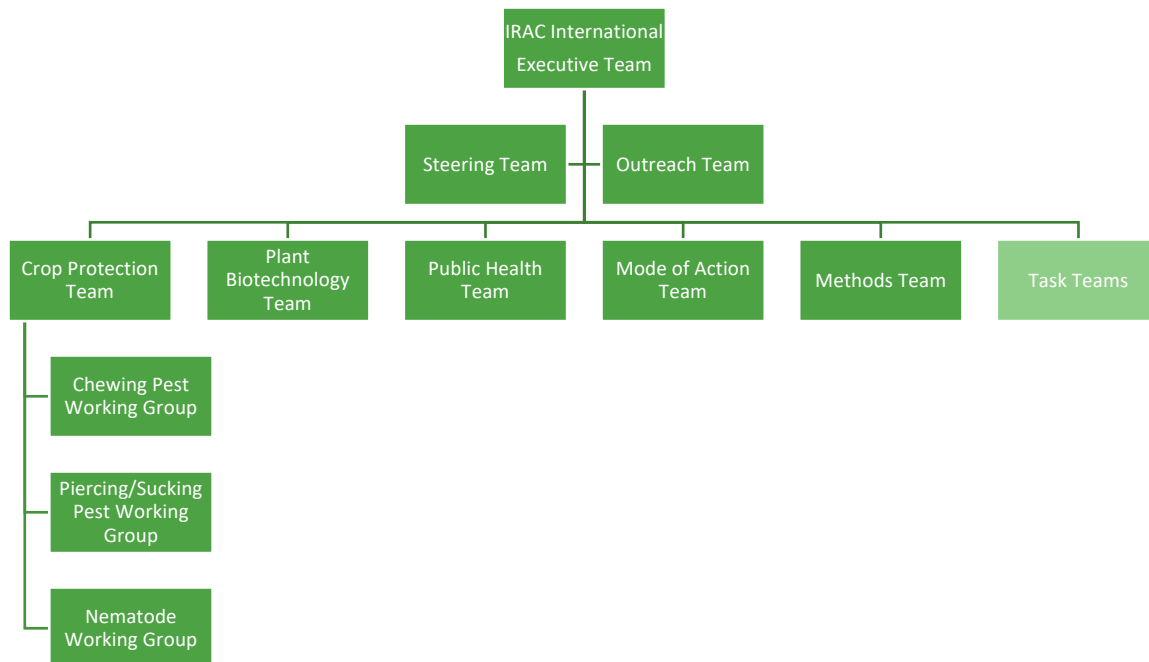 IRAC International
Executive Team
Steering Team
Outreach Team
Crop Protection
Team
Plant
Biotechnology
Team
Public Health
Team
Mode of Action
Team
Methods Team
Task Teams
Chewing Pest
Working Group
Piercing/Sucking
Pest Working
Group
Nematode
Working Group